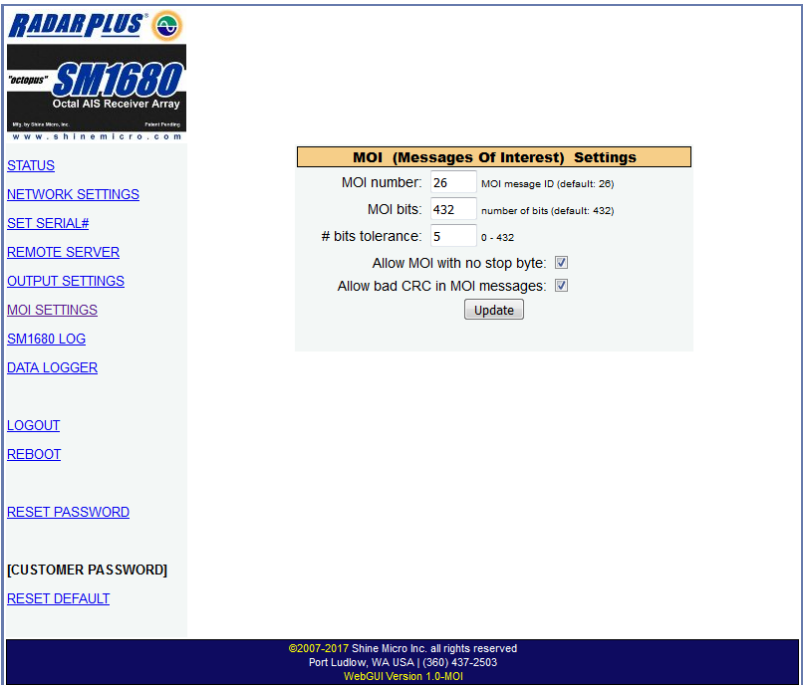 RADARPLUS®
"octopus" SM1680
Octal AIS Receiver Array
Mfg. by Shine Micro, Inc. Patent Pending
www.shinemicro.com
STATUS
NETWORK SETTINGS
SET SERIAL#
REMOTE SERVER
OUTPUT SETTINGS
MOI SETTINGS
SM1680 LOG
DATA LOGGER
LOGOUT
REBOOT
RESET PASSWORD
[CUSTOMER PASSWORD]
RESET DEFAULT
MOI (Messages Of Interest) Settings
MOI number: 26 MOI mesage ID (default: 26)
MOI bits: 432 number of bits (default: 432)
# bits tolerance: 5 0 - 432
Allow MOI with no stop byte:
Allow bad CRC in MOI messages:
Update
©2007-2017 Shine Micro Inc. all rights reserved
Port Ludlow, WA USA | (360) 437-2503
WebGUI Version 1.0-MOI